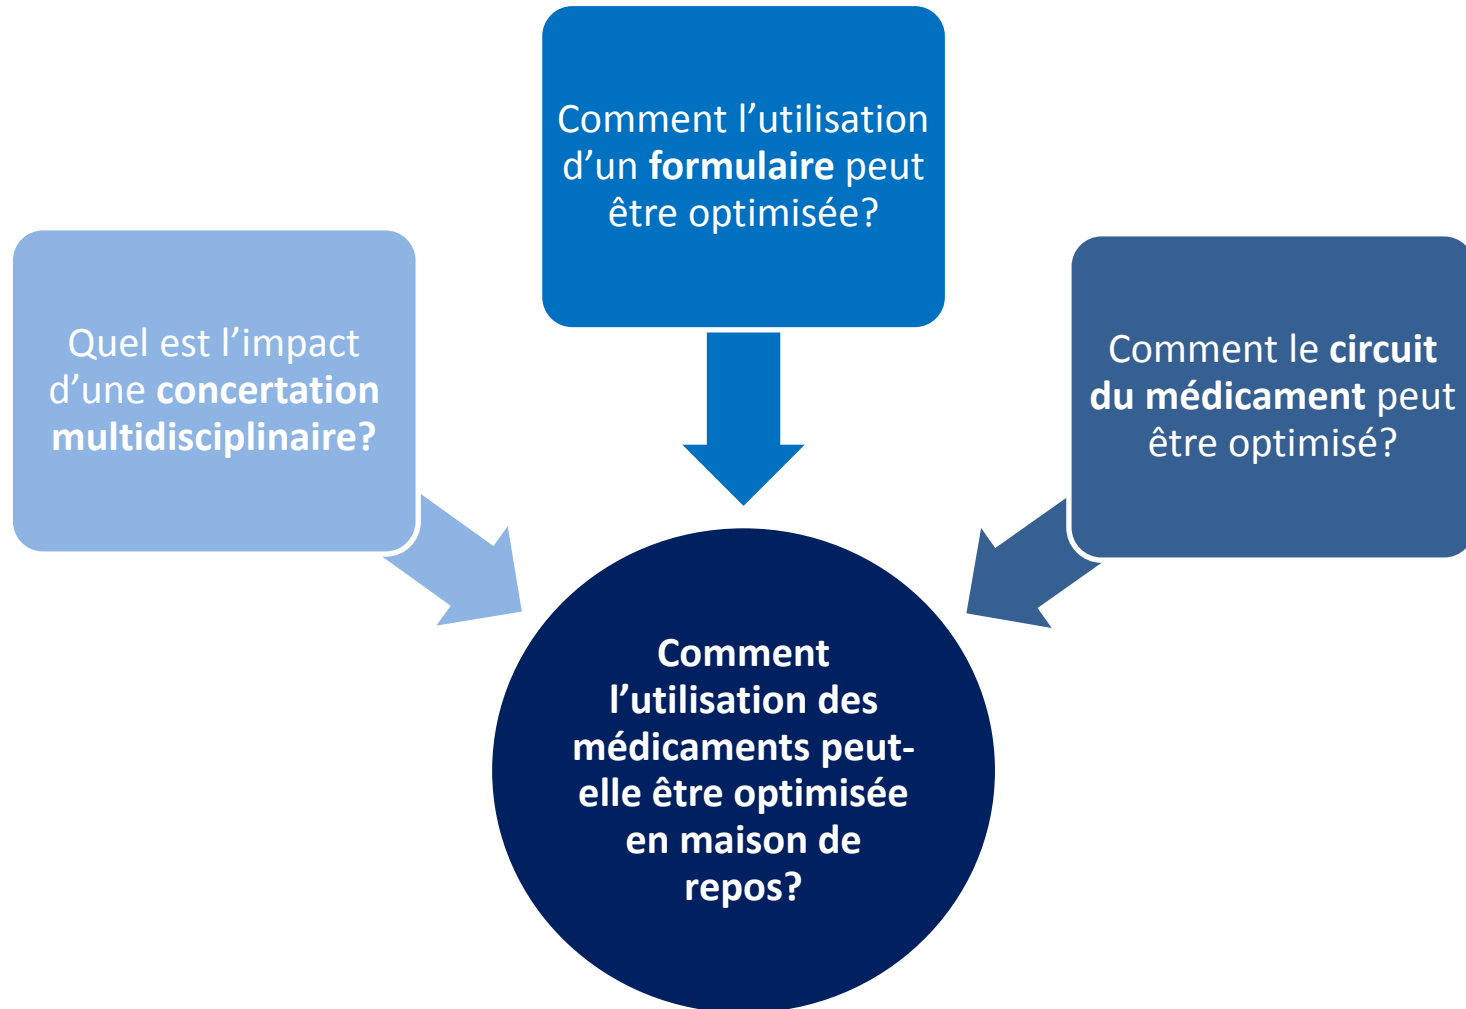 Comment l’utilisation
d’un formulaire peut
être optimisée?
Quel est l’impact
d’une concertation
multidisciplinaire?
Comment le circuit
du médicament peut
être optimisé?
Comment
l’utilisation des
médicaments peut-
elle être optimisée
en maison de
repos?